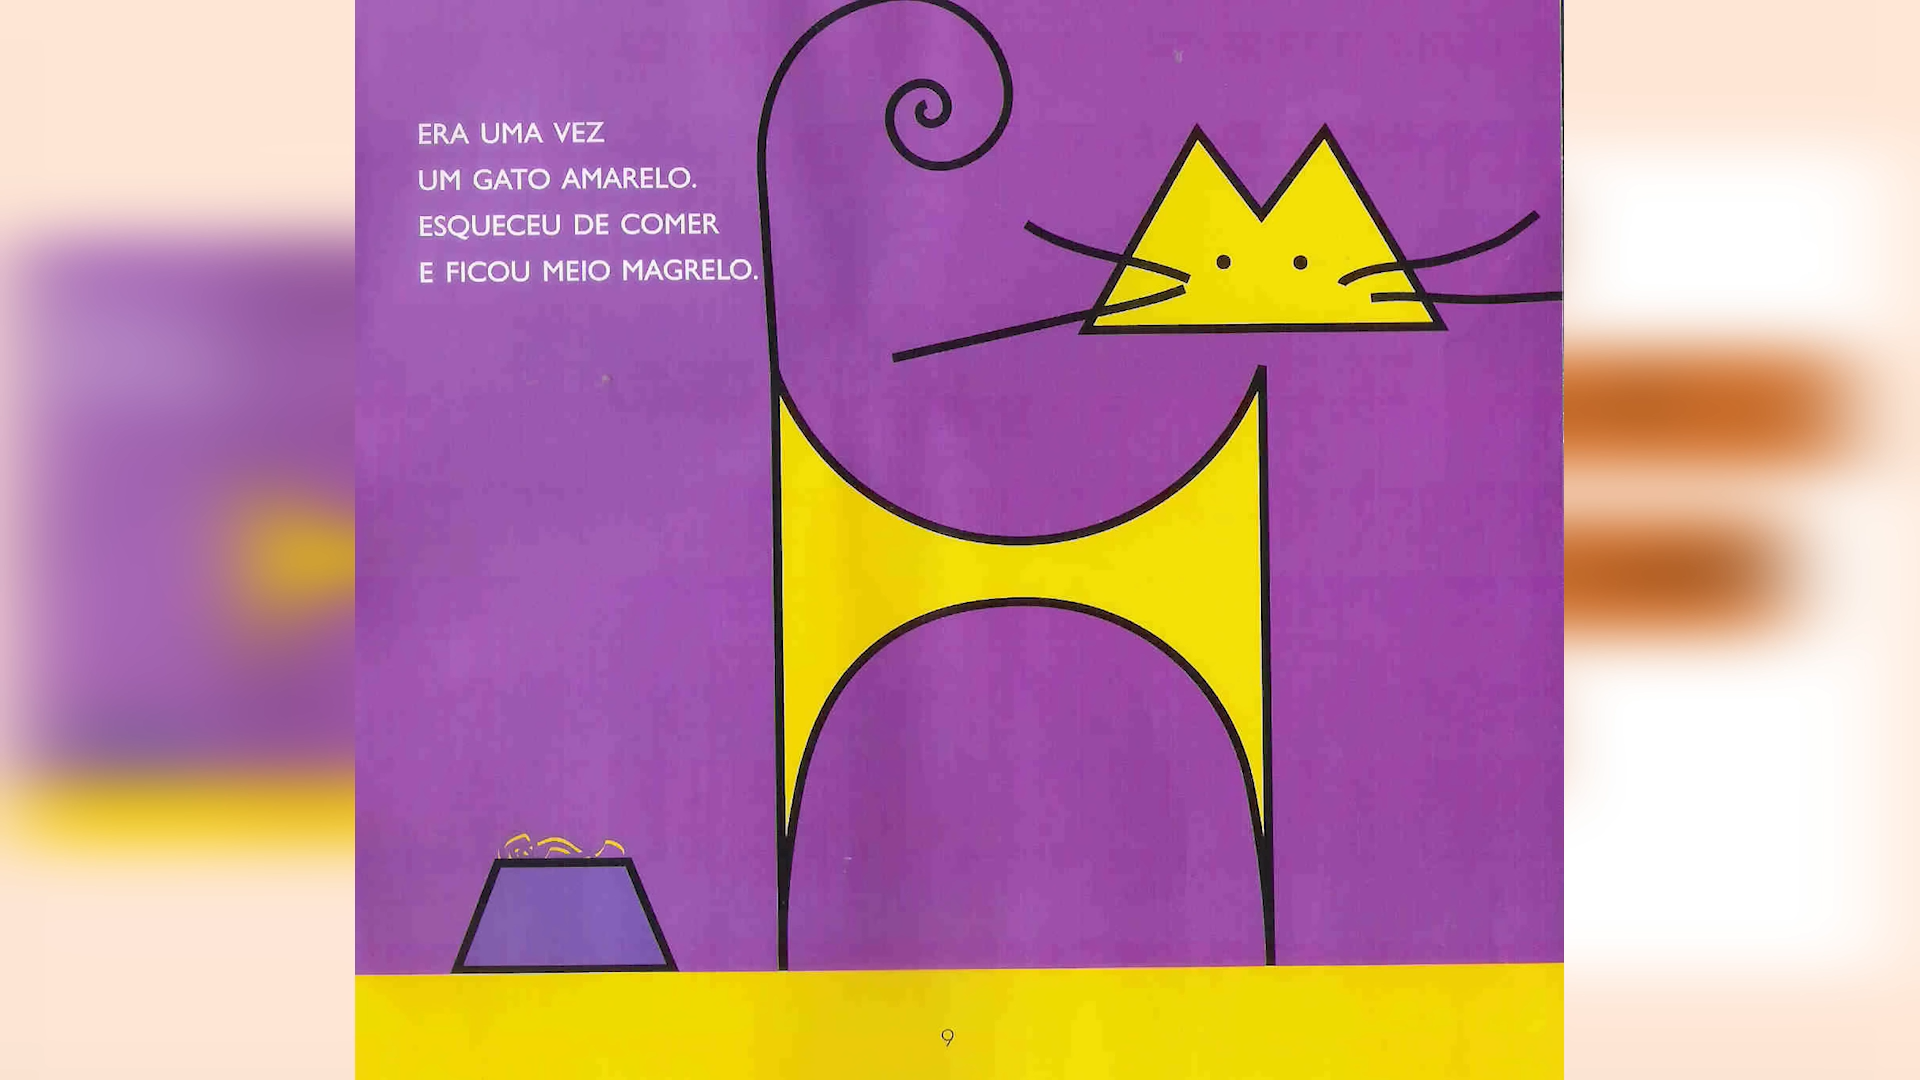 ERA UMA VEZ
UM GATO AMARELO.
ESQUECEU DE COMER
E FICOU MEIO MAGRELO.
9